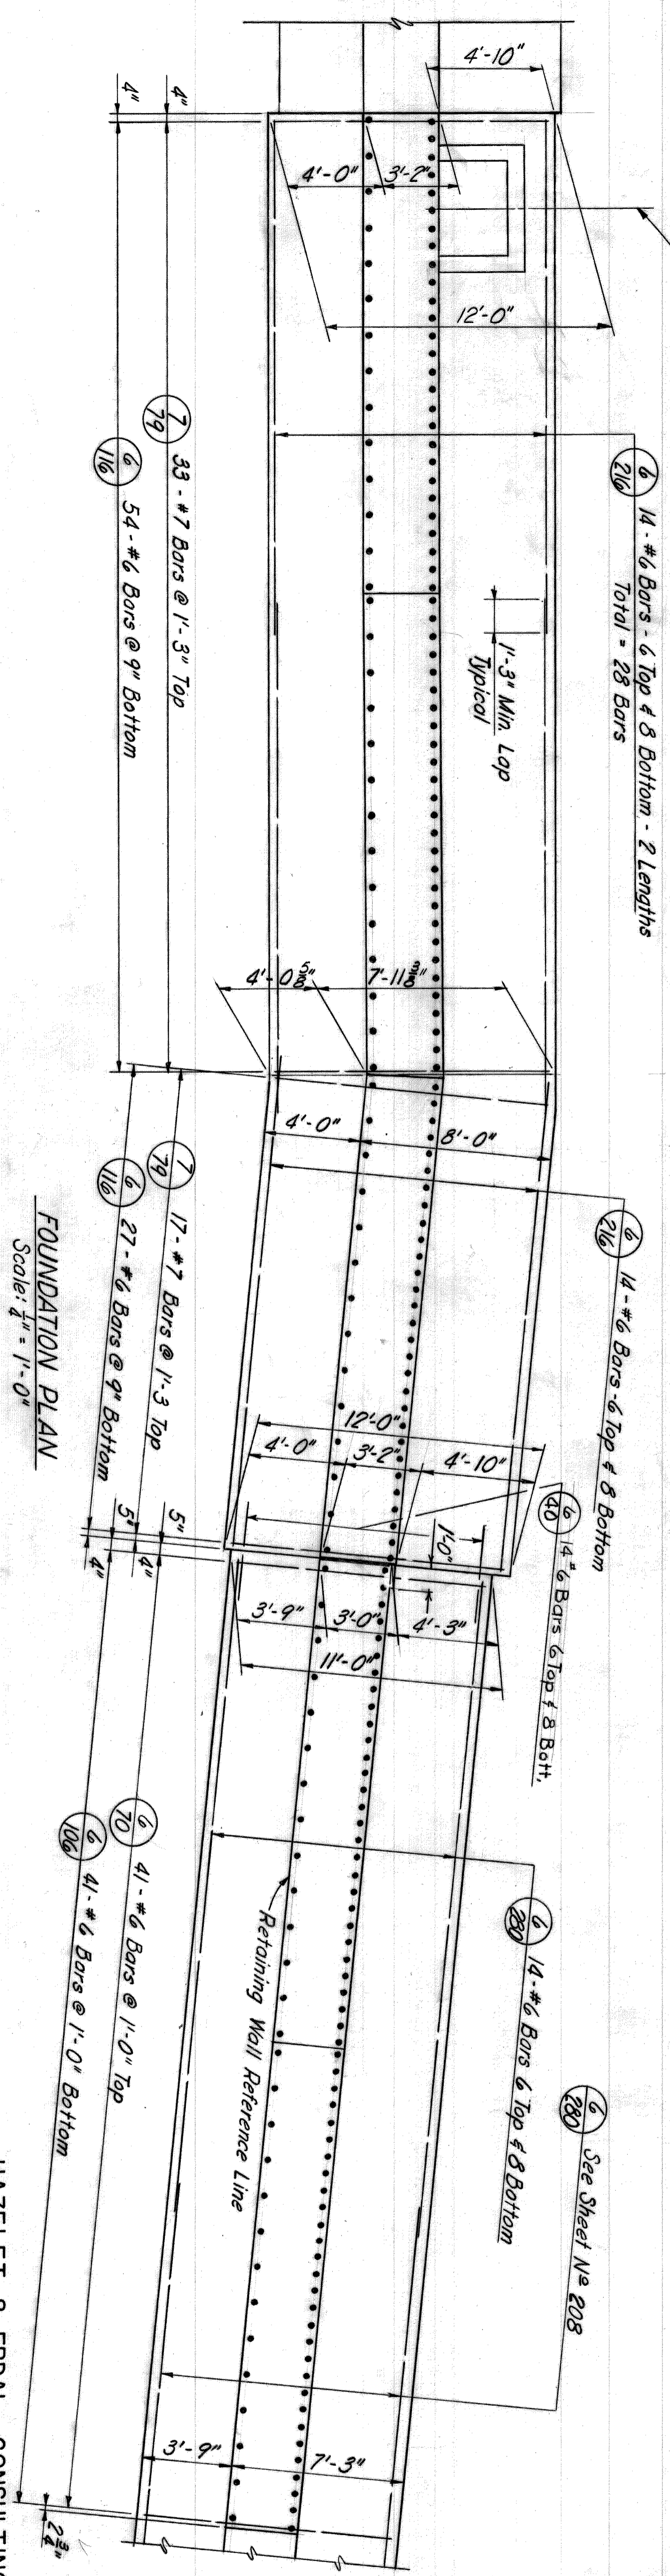 4'-10"
4"
4"
4'-0"
3'-2"
12'-0"
7
79
33 - #7 Bars @ 1'-3" Top
6
116
54 - #6 Bars @ 9" Bottom
6
216
14 - #6 Bars - 6 Top & 8 Bottom - 2 Lengths
Total = 28 Bars
1'-3" Min. Lap
Typical
4'-0 5/8"
7'-11 3/8"
4'-0"
8'-0"
7
79
17 - #7 Bars @ 1'-3 Top
6
116
27 - #6 Bars @ 9" Bottom
6
216
14 - #6 Bars - 6 Top & 8 Bottom
FOUNDATION PLAN
Scale: 1/4" = 1'-0"
12'-0"
4'-0"
3'-2"
4'-10"
6
40
14 #6 Bars 6 Top & 8 Bott.
1'-0"
5"
5"
4"
4"
3'-9"
3'-0"
4'-3"
11'-0"
6
70
41 - #6 Bars @ 1'-0" Top
6
106
41 - #6 Bars @ 1'-0" Bottom
Retaining Wall Reference Line
6
280
14 - #6 Bars 6 Top & 8 Bottom
6
280
See Sheet No 208
3'-9"
7'-3"
2 3/4"